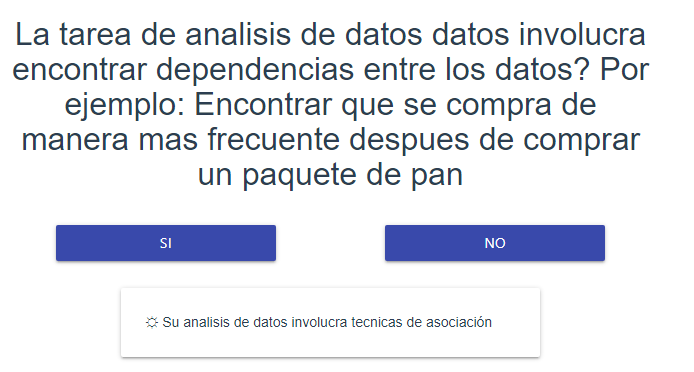 La tarea de analisis de datos datos involucra
encontrar dependencias entre los datos? Por
ejemplo: Encontrar que se compra de
manera mas frecuente despues de comprar
un paquete de pan
SI
NO
Su analisis de datos involucra tecnicas de asociación